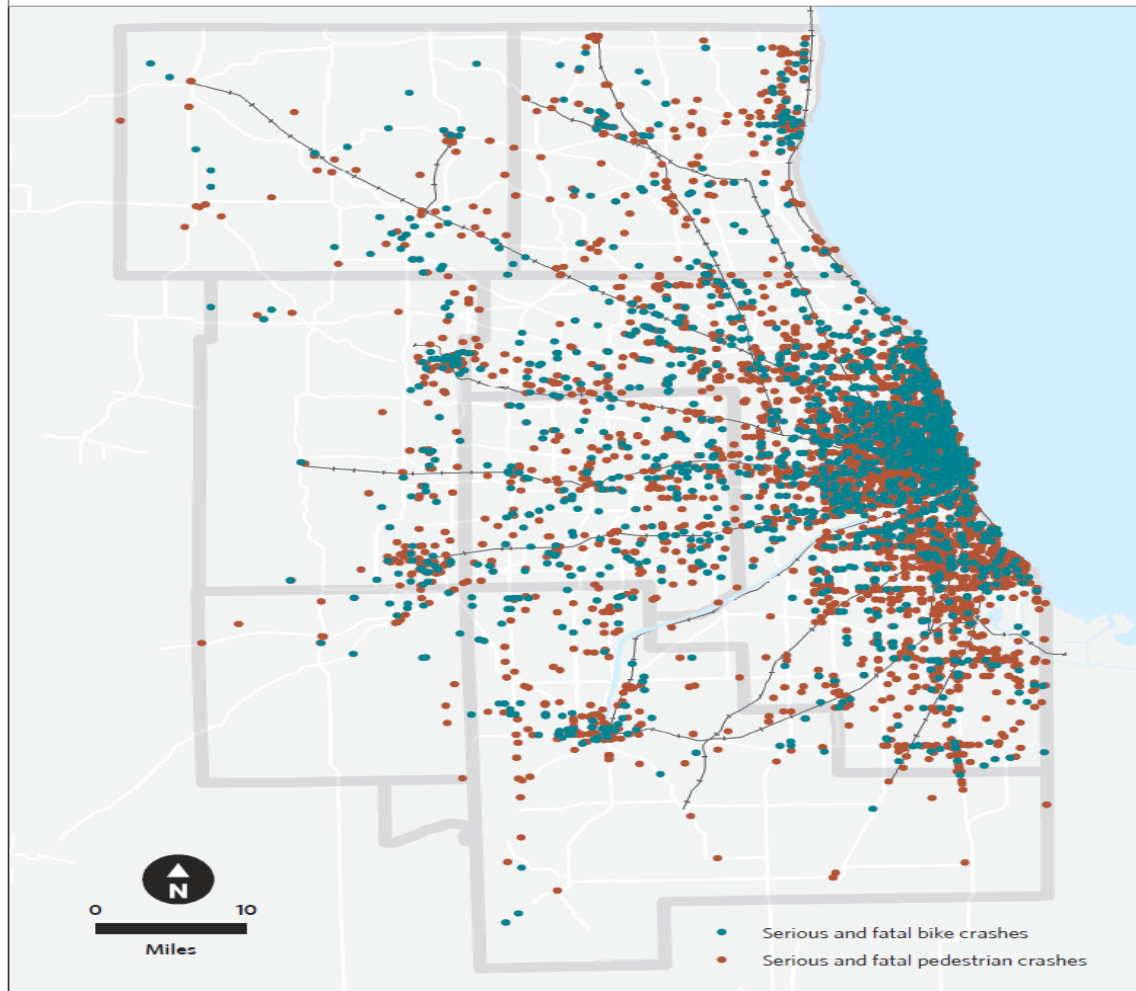 N
0 10
Miles
Serious and fatal bike crashes
Serious and fatal pedestrian crashes